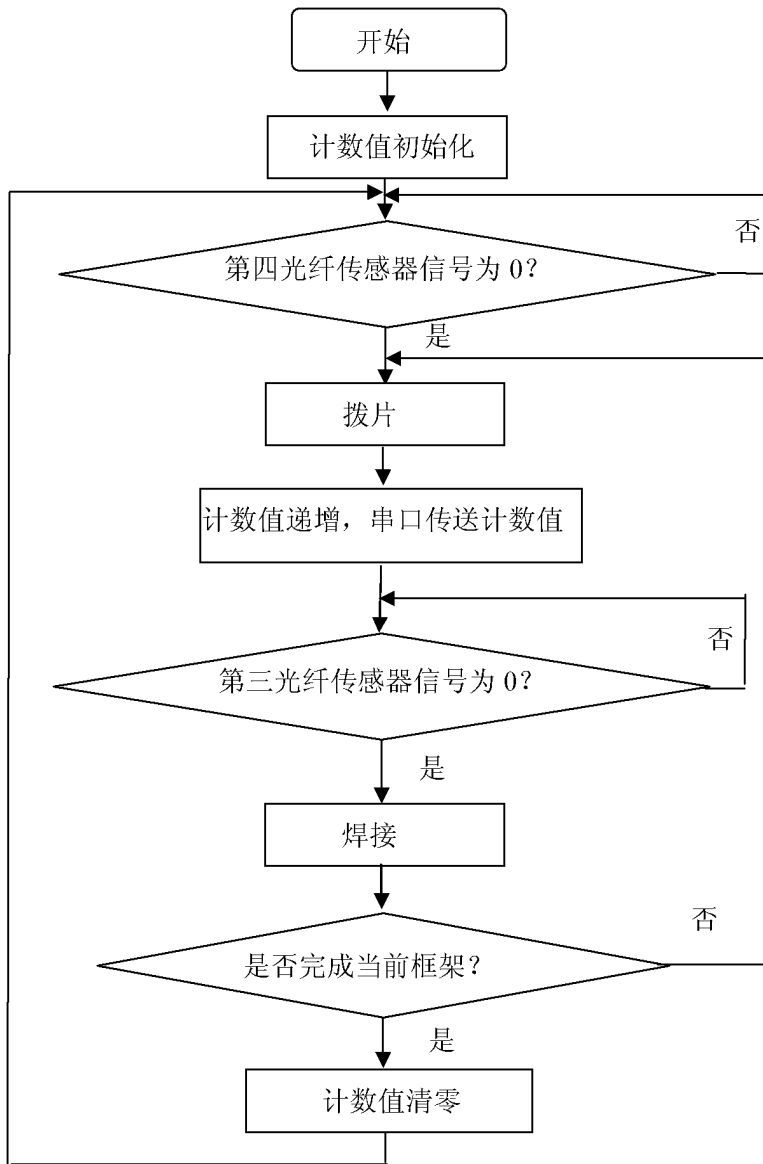 开始
计数值初始化
否
第四光纤传感器信号为 0？
是
拨片
计数值递增，串口传送计数值
否
第三光纤传感器信号为 0？
是
焊接
否
是否完成当前框架？
是
计数值清零